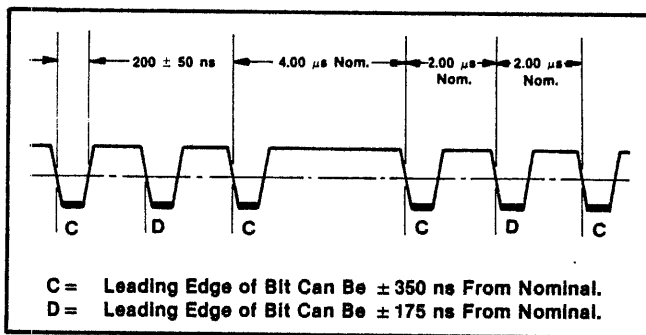 200 ± 50 ns
4.00 μs Nom.
2.00 μs Nom.
2.00 μs Nom.
C D C C D C
C = Leading Edge of Bit Can Be ± 350 ns From Nominal.
D = Leading Edge of Bit Can Be ± 175 ns From Nominal.